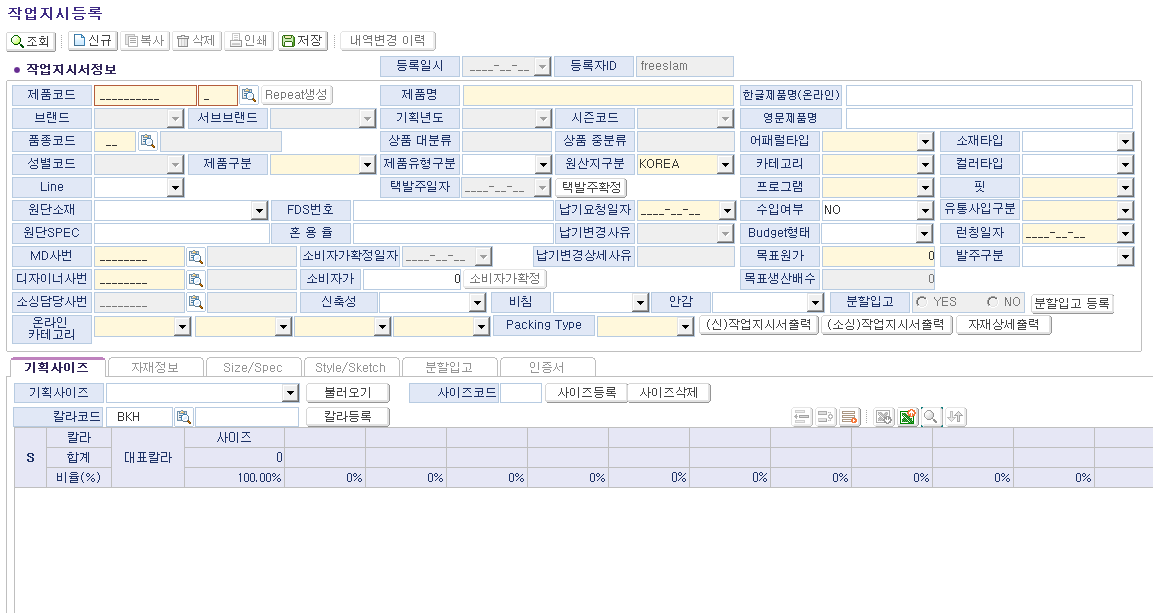 작업지시등록
조회 신규 복사 삭제 인쇄 저장 내역변경 이력
작업지시서정보 등록일시 ____-__-__ 등록자ID freeslam
제품코드 __________ _ Repeat생성 제품명 한글제품명(온라인)
브랜드 서브브랜드 기획년도 시즌코드 영문제품명
품종코드 __ 상품 대분류 상품 중분류 어패럴타입 소재타입
성별코드 제품구분 제품유형구분 원산지구분 KOREA 카테고리 컬러타입
Line 택발주일자 ____-__-__ 택발주확정 프로그램 핏
원단소재 FDS번호 납기요청일자 ____-__-__ 수입여부 NO 유통사입구분
원단SPEC 혼 용 율 납기변경사유 Budget형태 런칭일자 ____-__-__
MD사번 ________ 소비자가확정일자 ____-__-__ 납기변경상세사유 목표원가 0 발주구분
디자이너사번 ________ 소비자가 0 소비자가확정 목표생산배수 0
소싱담당사번 ________ 신축성 비침 안감 분할입고 YES NO 분할입고 등록
온라인
카테고리 Packing Type (신)작업지시서출력 (소싱)작업지시서출력 자재상세출력
기획사이즈 자재정보 Size/Spec Style/Sketch 분할입고 인증서
기획사이즈 불러오기 사이즈코드 사이즈등록 사이즈삭제
칼라코드 BKH 칼라등록
S 칼라 대표칼라 사이즈
합계 0
비율(%) 100.00% 0% 0% 0% 0% 0% 0% 0% 0% 0% 0%